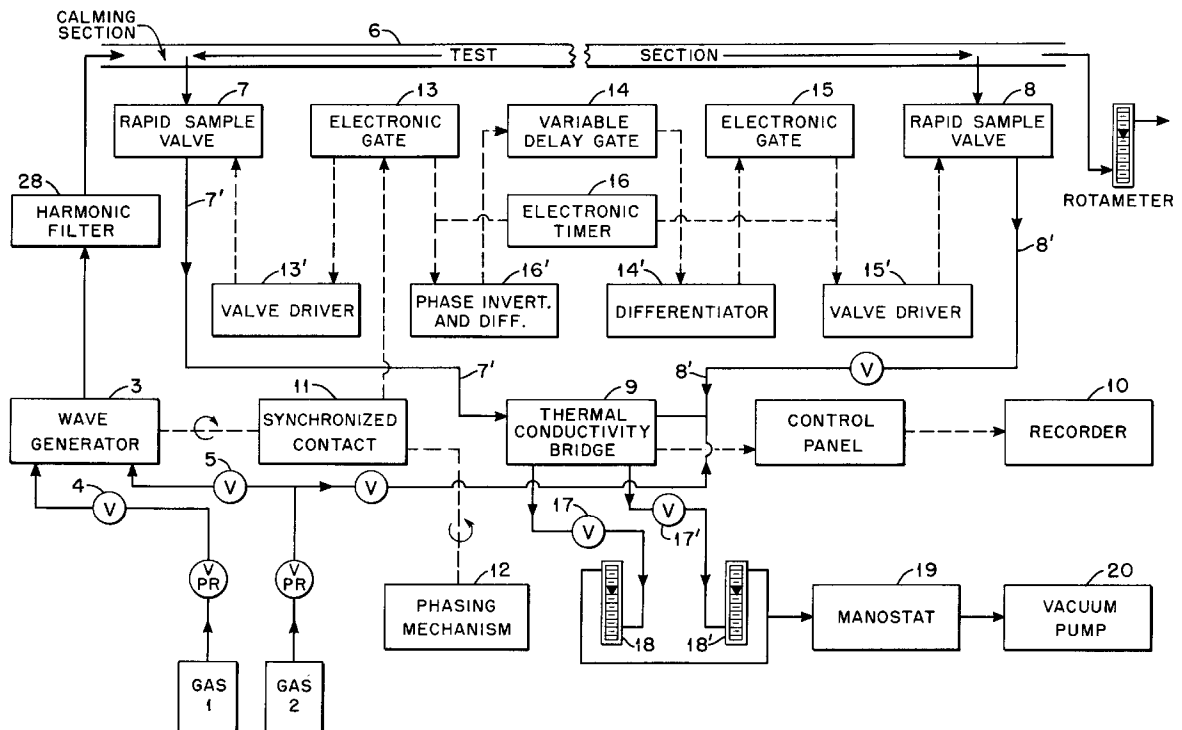 CALMING
SECTION
6
TEST
SECTION
7
RAPID SAMPLE
VALVE
13
ELECTRONIC
GATE
14
VARIABLE
DELAY GATE
15
ELECTRONIC
GATE
8
RAPID SAMPLE
VALVE
ROTAMETER
28
HARMONIC
FILTER
7'
16
ELECTRONIC
TIMER
8'
13'
VALVE DRIVER
16'
PHASE INVERT.
AND DIFF.
14'
DIFFERENTIATOR
15'
VALVE DRIVER
7'
8'
V
3
WAVE
GENERATOR
11
SYNCHRONIZED
CONTACT
9
THERMAL
CONDUCTIVITY
BRIDGE
CONTROL
PANEL
10
RECORDER
5
V
V
4
V
17
V
V
17'
V
PR
V
PR
12
PHASING
MECHANISM
18
18'
19
MANOSTAT
20
VACUUM
PUMP
GAS
1
GAS
2